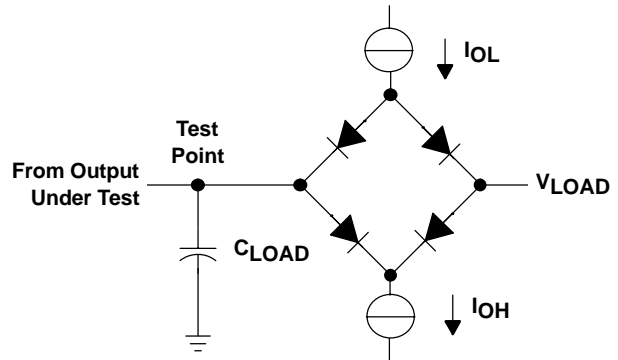 IOL
Test
Point
From Output
Under Test
VLOAD
CLOAD
IOH